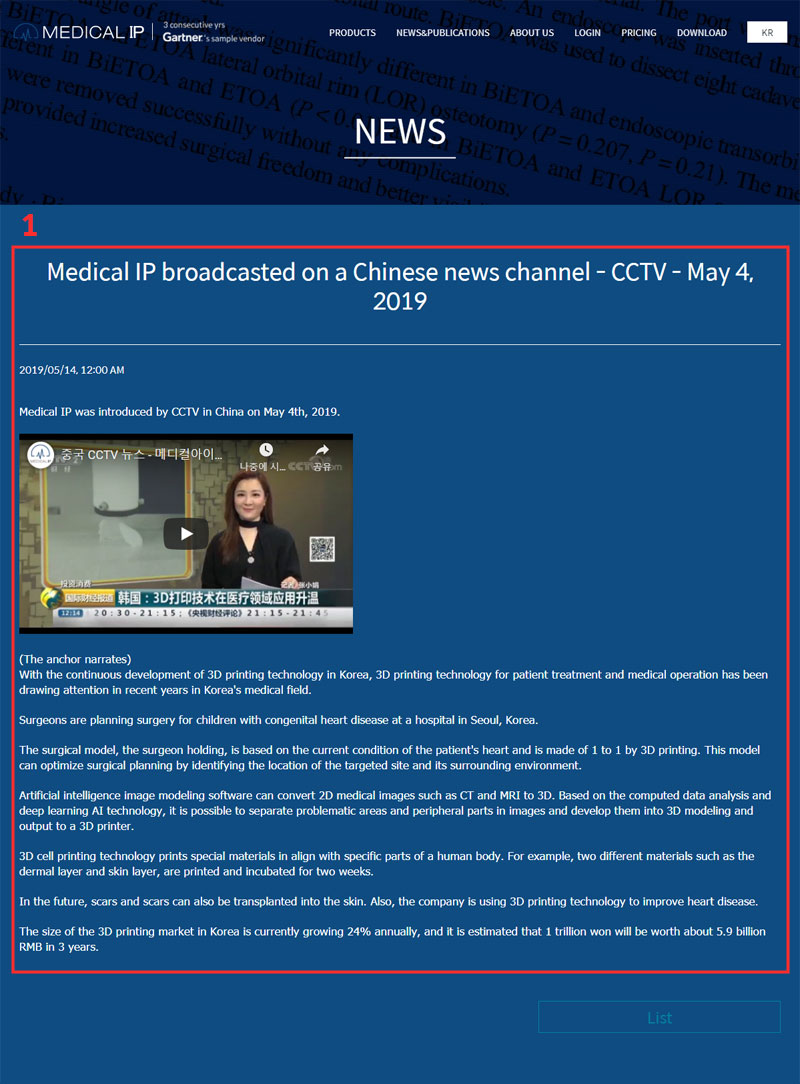 MEDICAL IP
3 consecutive yrs
Gartner's sample vendor
PRODUCTS
NEWS&PUBLICATIONS
ABOUT US
LOGIN
PRICING
DOWNLOAD
KR
NEWS
1
Medical IP broadcasted on a Chinese news channel - CCTV - May 4,
2019
2019/05/14, 12:00 AM
Medical IP was introduced by CCTV in China on May 4th, 2019.
중국 CCTV 뉴스 - 메디컬아이...
나중에 시...
공유
投资消费
国际财经报道
韩国：3D打印技术在医疗领域应用升温
12:14
20:30-21:15；《央视财经评论》21:15-21:45
(The anchor narrates)
With the continuous development of 3D printing technology in Korea, 3D printing technology for patient treatment and medical operation has been
drawing attention in recent years in Korea's medical field.
Surgeons are planning surgery for children with congenital heart disease at a hospital in Seoul, Korea.
The surgical model, the surgeon holding, is based on the current condition of the patient's heart and is made of 1 to 1 by 3D printing. This model
can optimize surgical planning by identifying the location of the targeted site and its surrounding environment.
Artificial intelligence image modeling software can convert 2D medical images such as CT and MRI to 3D. Based on the computed data analysis and
deep learning AI technology, it is possible to separate problematic areas and peripheral parts in images and develop them into 3D modeling and
output to a 3D printer.
3D cell printing technology prints special materials in align with specific parts of a human body. For example, two different materials such as the
dermal layer and skin layer, are printed and incubated for two weeks.
In the future, scars and scars can also be transplanted into the skin. Also, the company is using 3D printing technology to improve heart disease.
The size of the 3D printing market in Korea is currently growing 24% annually, and it is estimated that 1 trillion won will be worth about 5.9 billion
RMB in 3 years.
List